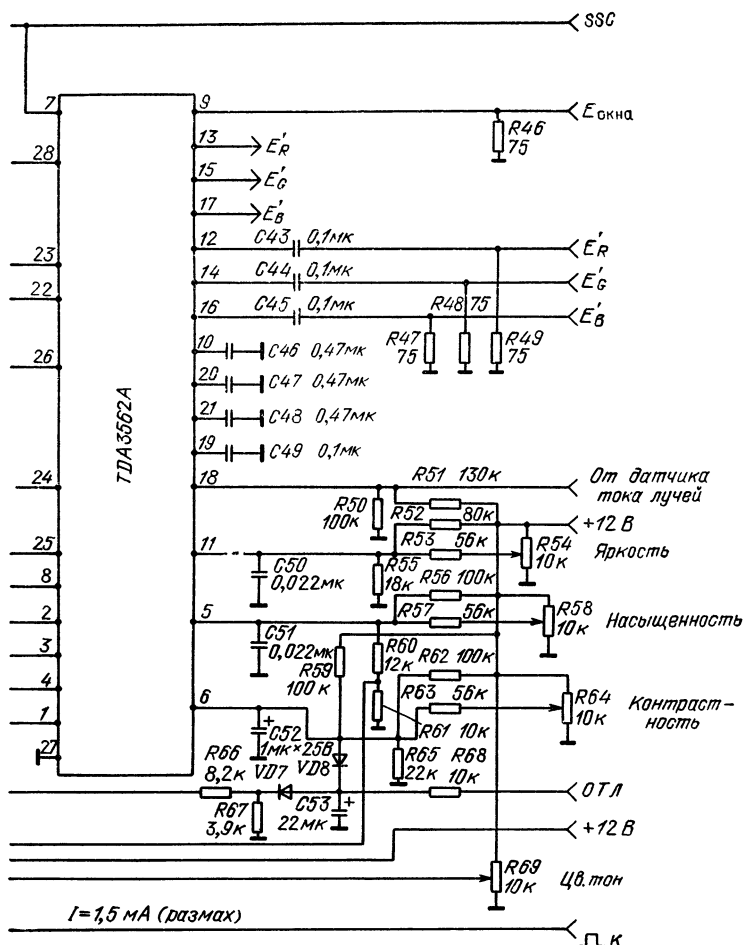 SSC
7
9
Eокна
R46
75
13
E'R
28
15
E'G
17
E'B
12
C43 0,1мк
E'R
23
14
C44 0,1мк
E'G
22
16
C45 0,1мк
R48 75
E'B
R47
75
R49
75
10
C46 0,47мк
26
20
C47 0,47мк
21
C48 0,47мк
19
C49 0,1мк
TDA3562A
18
R51 130к
От датчика
тока лучей
24
R50
100к
R52
80к
+12 В
R53
56к
R54
10к
Яркость
25
11
C50
0,022мк
R55
18к
8
R56 100к
R57
56к
R58
10к
Насыщенность
2
5
C51
0,022мк
R59
100к
R60
12к
R62 100к
3
R63
56к
R64
10к
Контраст-
ность
4
6
R61 10к
1
C52
1мк×25В
R65
22к
R68
10к
27
R66
8,2к
VD7
VD8
C53
22мк
ОТЛ
R67
3,9к
+12 В
R69
10к
Цв. тон
I=1,5 мА (размах)
К